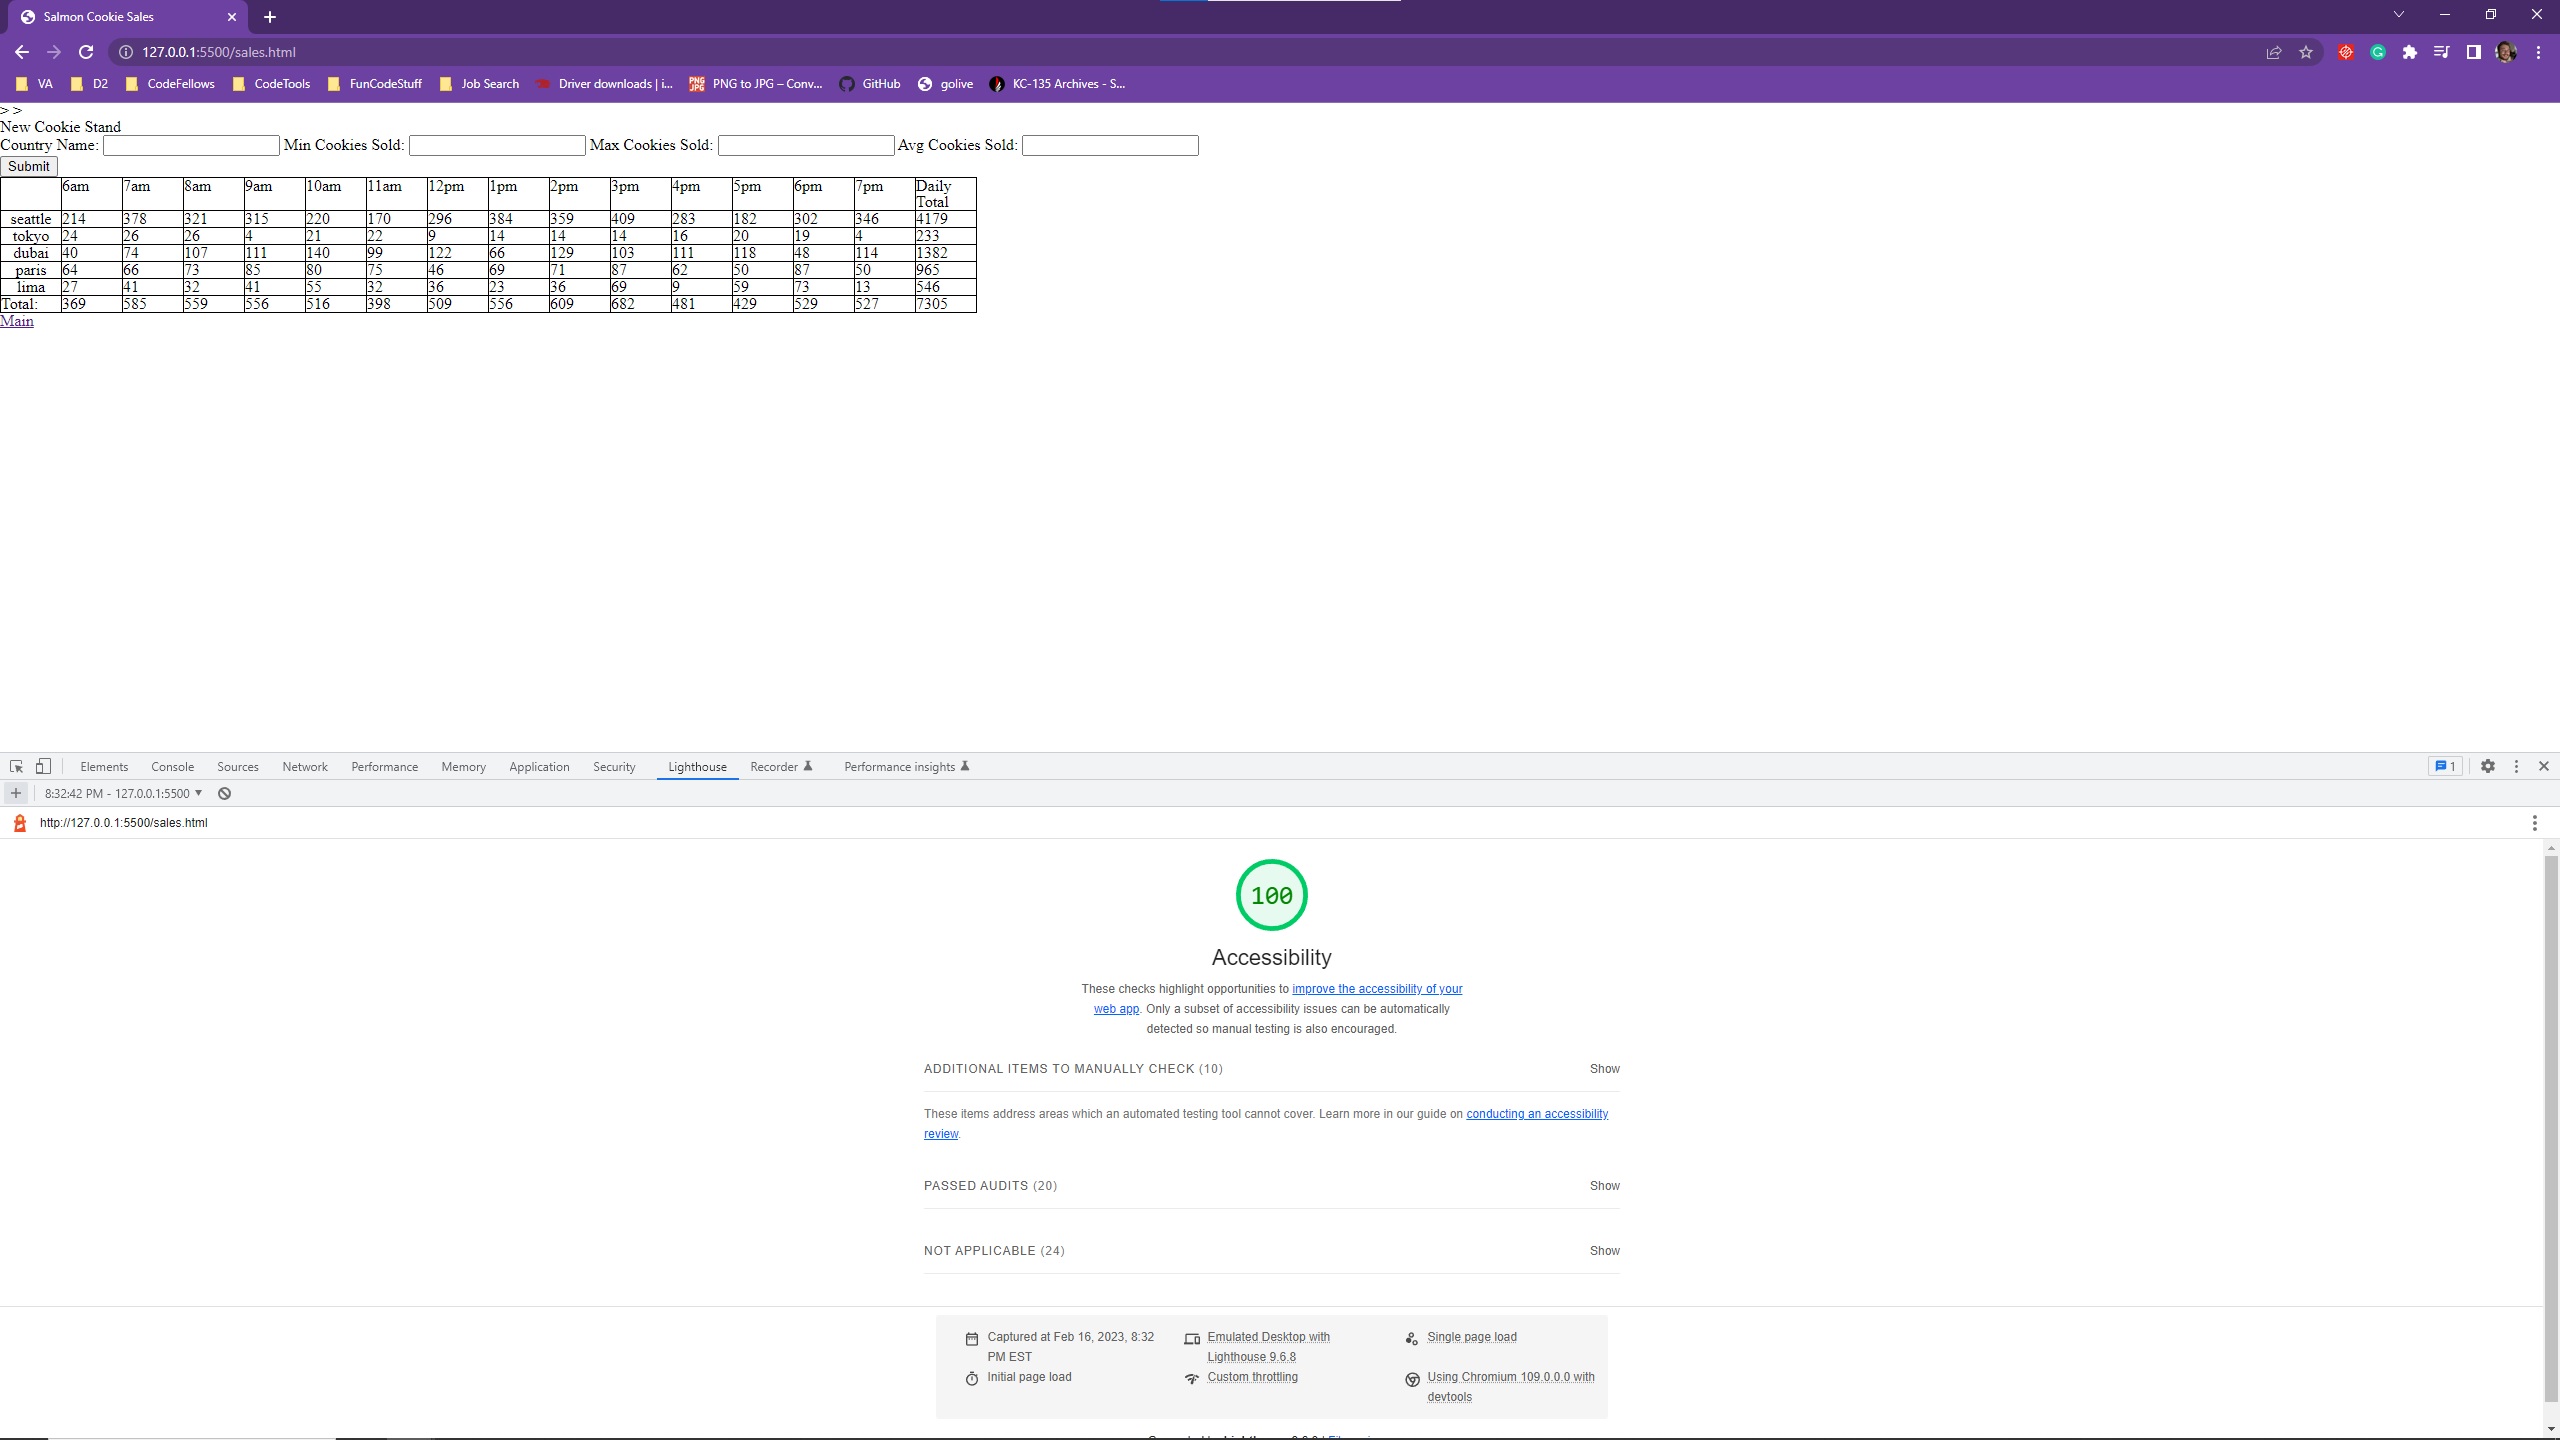 Salmon Cookie Sales
127.0.0.1:5500/sales.html
VA D2 CodeFellows CodeTools FunCodeStuff Job Search Driver downloads | i... PNG to JPG – Conv... GitHub golive KC-135 Archives - S...
> >
New Cookie Stand
Country Name: Min Cookies Sold: Max Cookies Sold: Avg Cookies Sold:
Submit
6am 7am 8am 9am 10am 11am 12pm 1pm 2pm 3pm 4pm 5pm 6pm 7pm Daily Total
seattle 214 378 321 315 220 170 296 384 359 409 283 182 302 346 4179
tokyo 24 26 26 4 21 22 9 14 14 14 16 20 19 4 233
dubai 40 74 107 111 140 99 122 66 129 103 111 118 48 114 1382
paris 64 66 73 85 80 75 46 69 71 87 62 50 87 50 965
lima 27 41 32 41 55 32 36 23 36 69 9 59 73 13 546
Total: 369 585 559 556 516 398 509 556 609 682 481 429 529 527 7305
Main
Elements Console Sources Network Performance Memory Application Security Lighthouse Recorder Performance insights 1
8:32:42 PM - 127.0.0.1:5500
http://127.0.0.1:5500/sales.html
100
Accessibility
These checks highlight opportunities to improve the accessibility of your
web app. Only a subset of accessibility issues can be automatically
detected so manual testing is also encouraged.
ADDITIONAL ITEMS TO MANUALLY CHECK (10) Show
These items address areas which an automated testing tool cannot cover. Learn more in our guide on conducting an accessibility
review.
PASSED AUDITS (20) Show
NOT APPLICABLE (24) Show
Captured at Feb 16, 2023, 8:32 PM EST
Emulated Desktop with Lighthouse 9.6.8
Single page load
Initial page load
Custom throttling
Using Chromium 109.0.0.0 with devtools